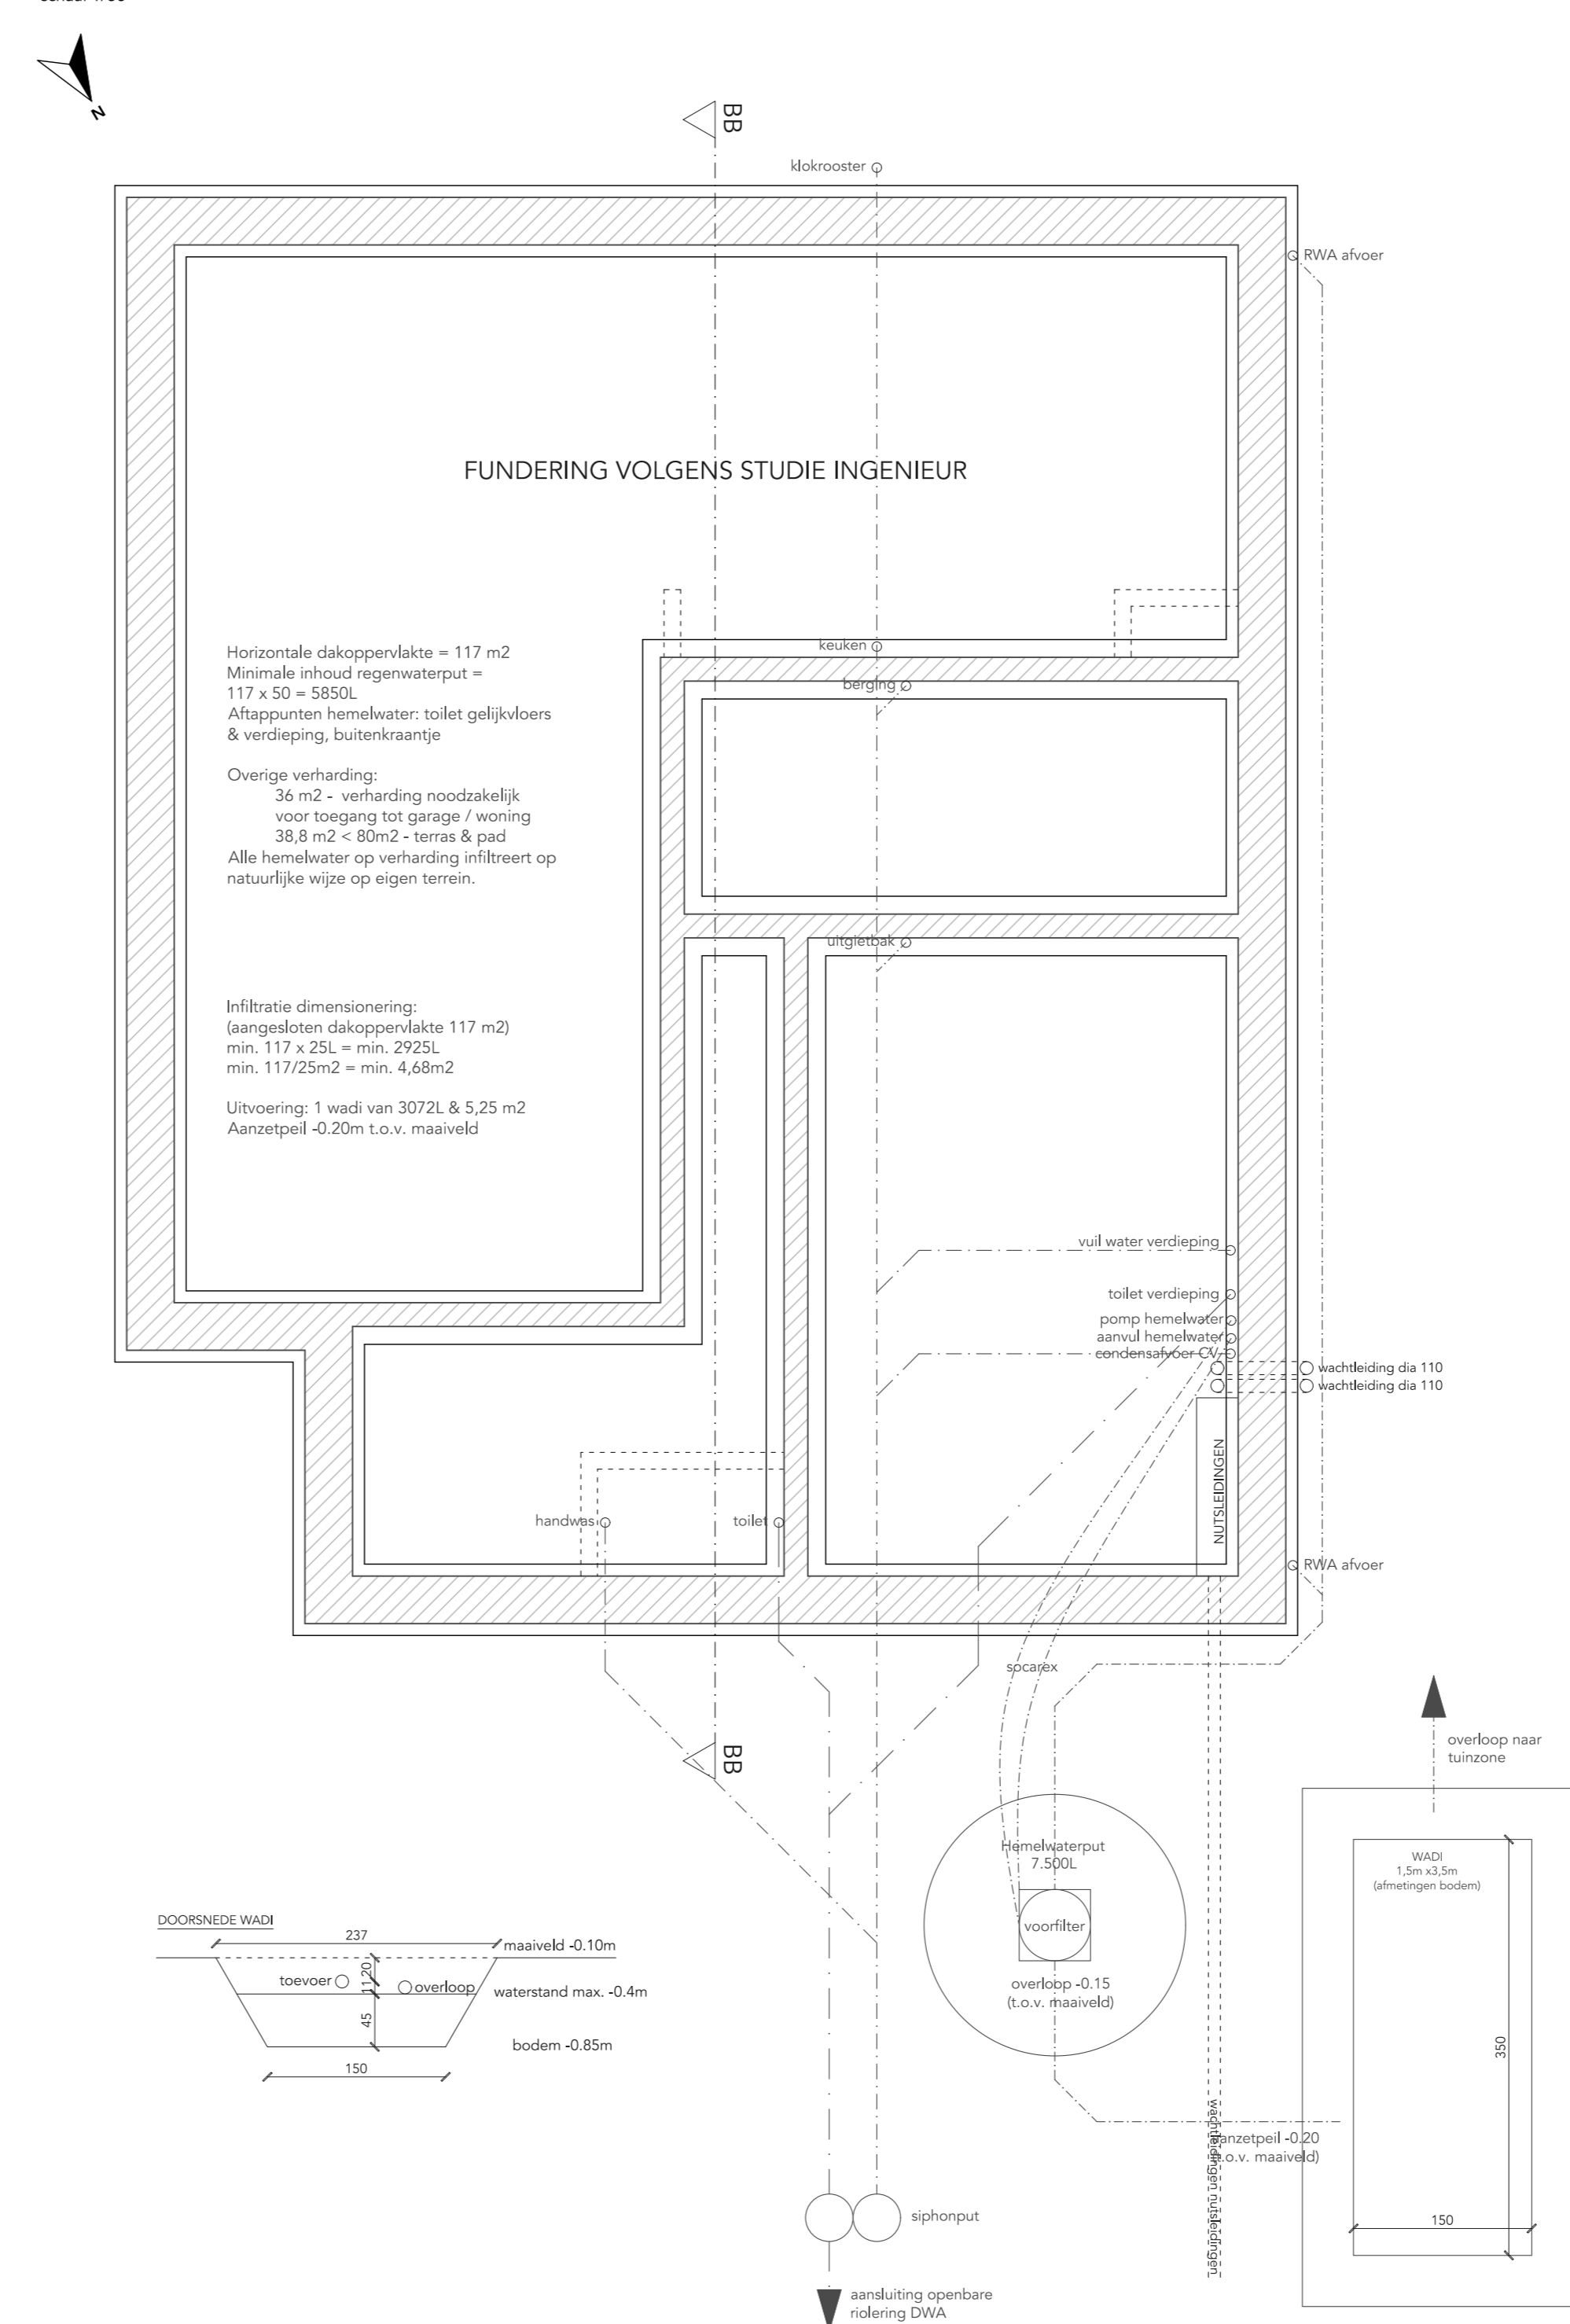 N
BB
klokrooster
RWA afvoer
FUNDERING VOLGENS STUDIE INGENIEUR
Horizontale dakoppervlakte = 117 m2
Minimale inhoud regenwaterput =
117 x 50 = 5850L
Aftappunten hemelwater: toilet gelijkvloers
& verdieping, buitenkraantje
Overige verharding:
36 m2 - verharding noodzakelijk
voor toegang tot garage / woning
38,8 m2 < 80m2 - terras & pad
Alle hemelwater op verharding infiltreert op
natuurlijke wijze op eigen terrein.
keuken
berging
uitgietbak
Infiltratie dimensionering:
(aangesloten dakoppervlakte 117 m2)
min. 117 x 25L = min. 2925L
min. 117/25m2 = min. 4,68m2
Uitvoering: 1 wadi van 3072L & 5,25 m2
Aanzetpeil -0.20m t.o.v. maaiveld
vuil water verdieping
toilet verdieping
pomp hemelwater
aanvul hemelwater
condensafvoer CV
wachtleiding dia 110
wachtleiding dia 110
NUTSLEIDINGEN
handwas
toilet
RWA afvoer
socarex
BB
overloop naar
tuinzone
Hemelwaterput
7.500L
voorfilter
overloop -0.15
(t.o.v. maaiveld)
WADI
1,5m x3,5m
(afmetingen bodem)
350
150
DOORSNEDE WADI
237
maaiveld -0.10m
20
toevoer
11
overloop
waterstand max. -0.4m
45
bodem -0.85m
150
aanzetpeil -0.20
(t.o.v. maaiveld)
wachtleidingen nutsleidingen
siphonput
aansluiting openbare
riolering DWA